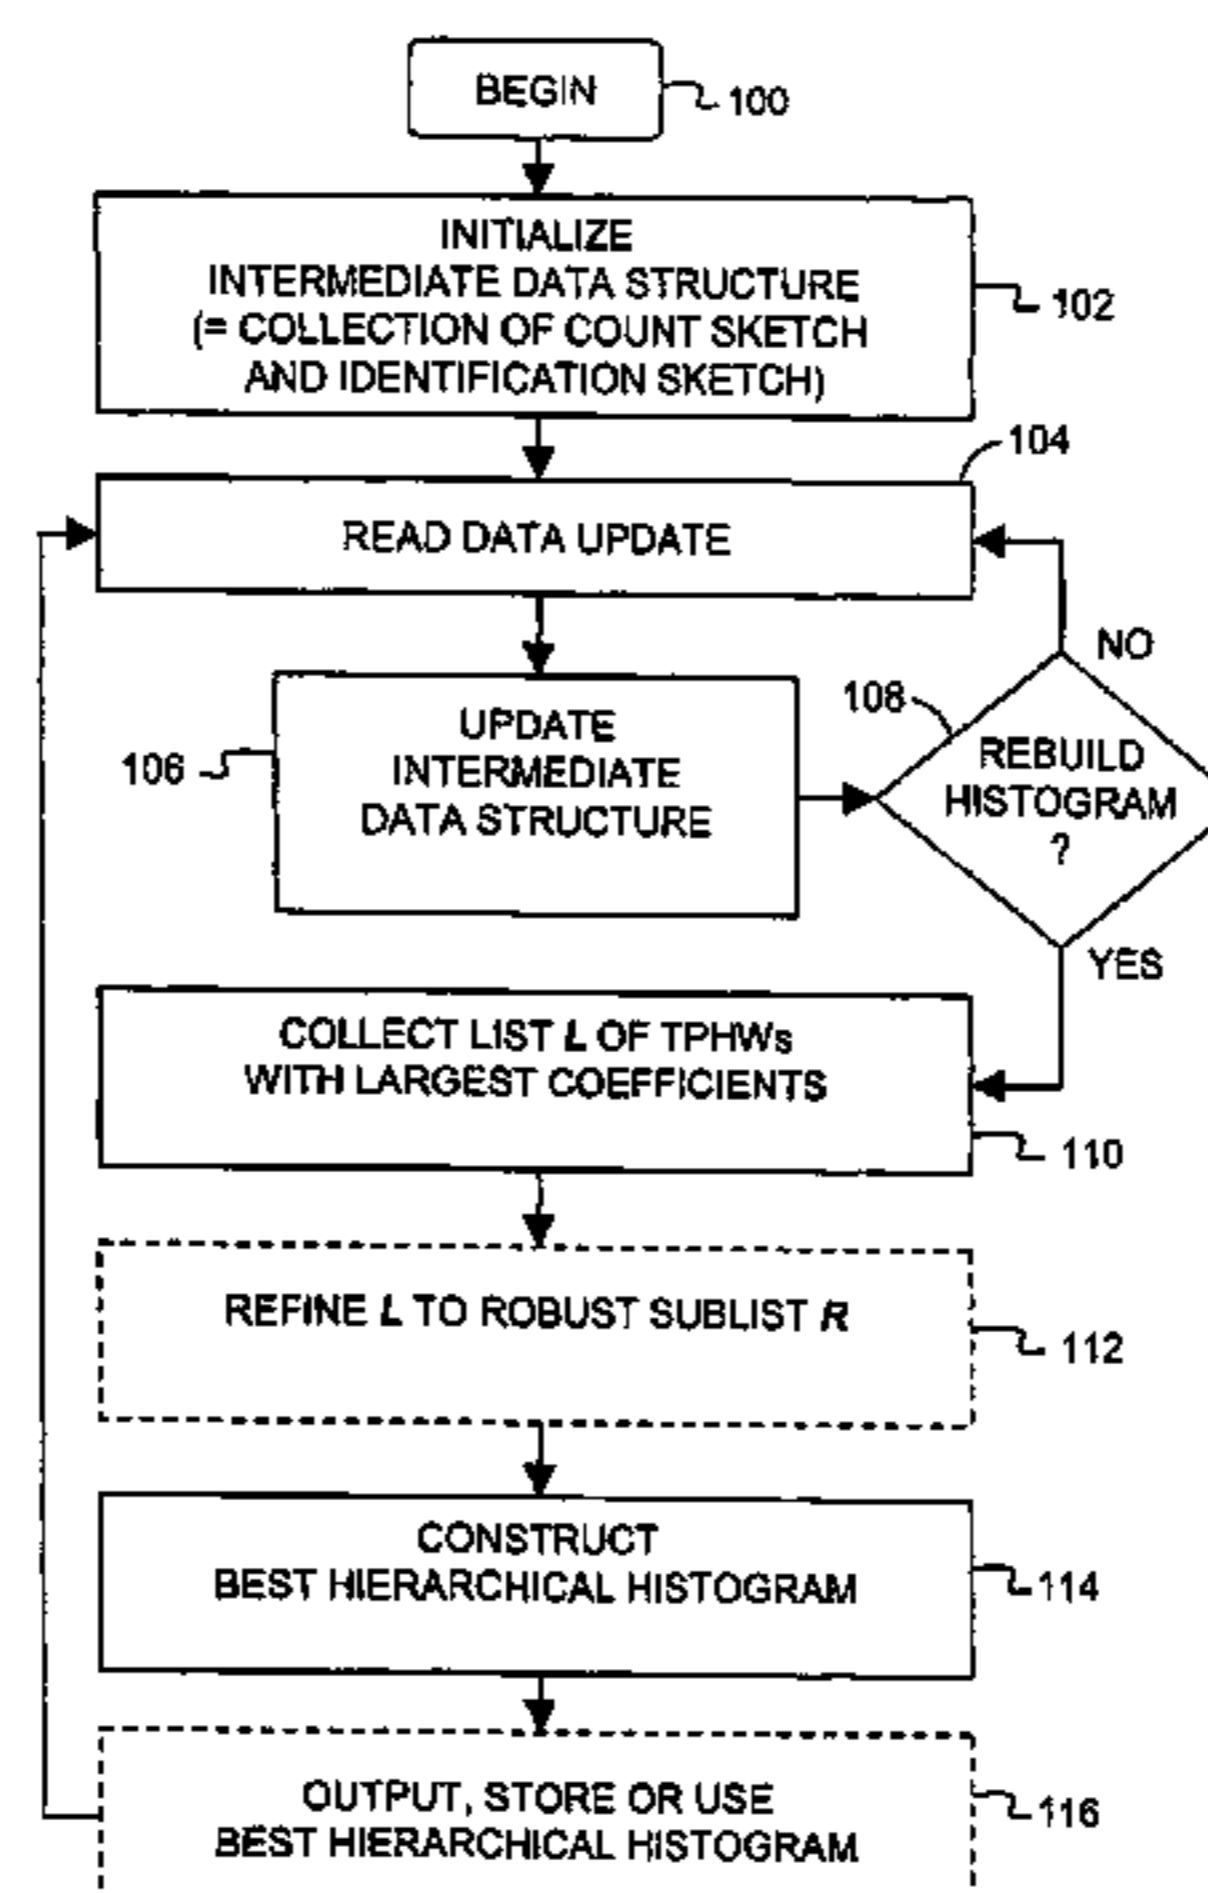 BEGIN
100
INITIALIZE
INTERMEDIATE DATA STRUCTURE
(= COLLECTION OF COUNT SKETCH
AND IDENTIFICATION SKETCH)
102
104
READ DATA UPDATE
NO
108
UPDATE
INTERMEDIATE
DATA STRUCTURE
106
REBUILD
HISTOGRAM
?
YES
COLLECT LIST L OF TPHWs
WITH LARGEST COEFFICIENTS
110
REFINE L TO ROBUST SUBLIST R
112
CONSTRUCT
BEST HIERARCHICAL HISTOGRAM
114
OUTPUT, STORE OR USE
BEST HIERARCHICAL HISTOGRAM
116